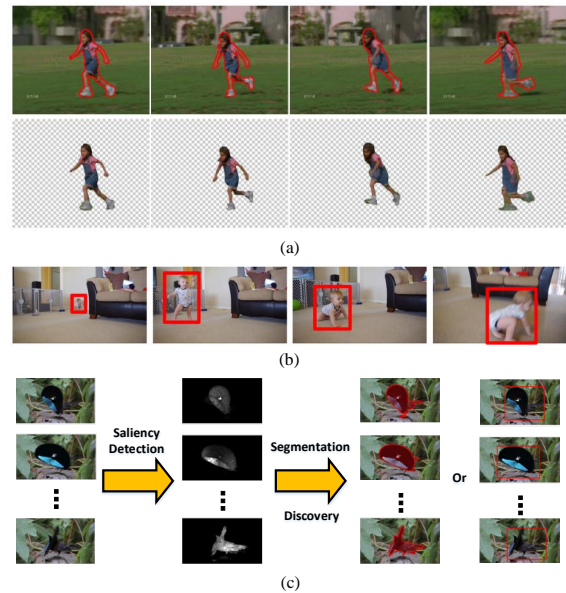 (a)
(b)
Saliency
Detection
Segmentation
Discovery
Or
(c)